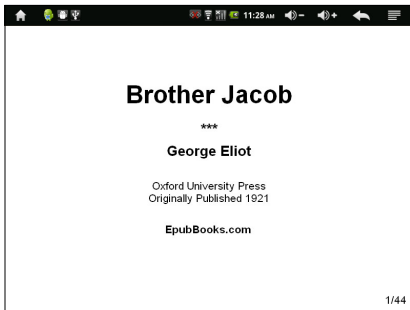 11:28 AM
Brother Jacob
***
George Eliot
Oxford University Press
Originally Published 1921
EpubBooks.com
1/44